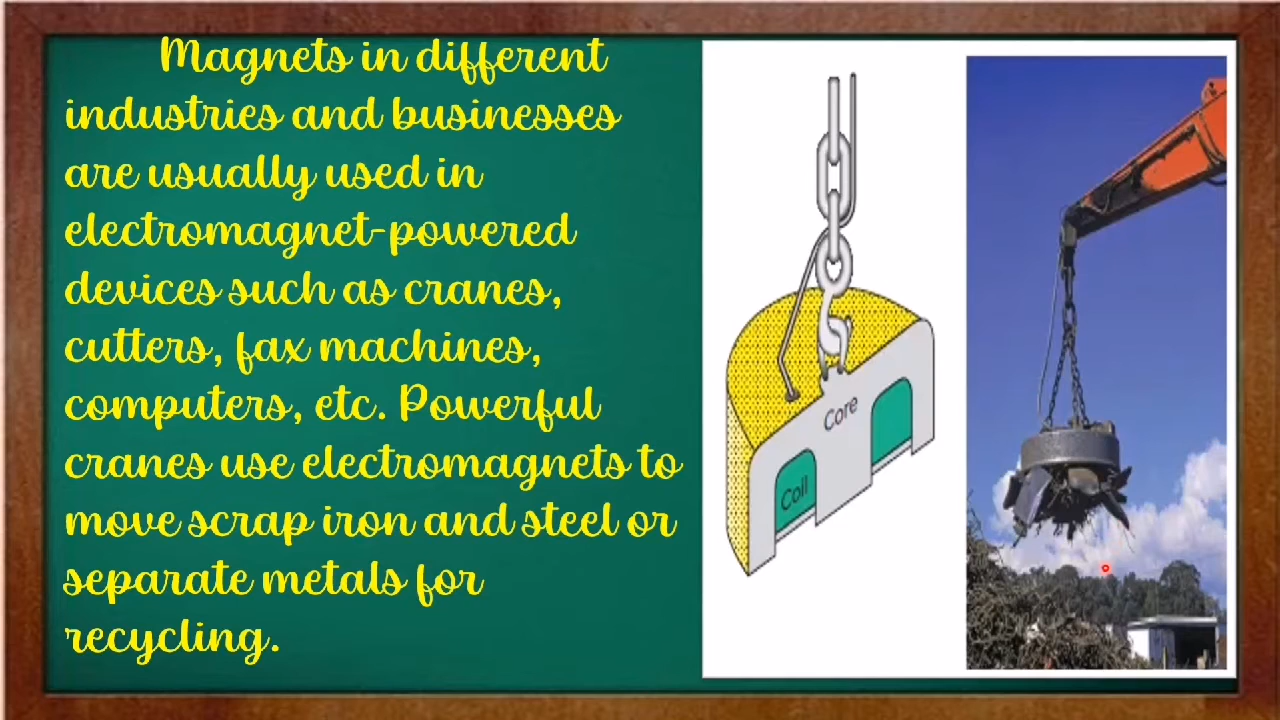 Magnets in different
industries and businesses
are usually used in
electromagnet-powered
devices such as cranes,
cutters, fax machines,
computers, etc. Powerful
cranes use electromagnets to
move scrap iron and steel or
separate metals for
recycling.
Core
Coil